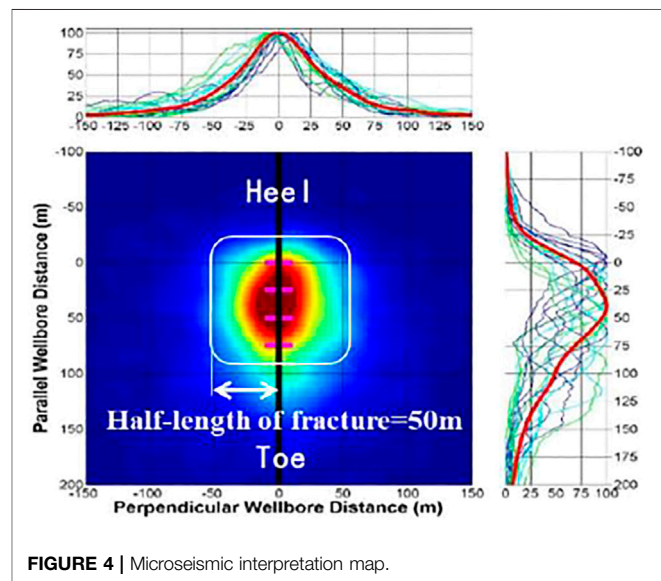 100
75
50
25
0
-150 -125 -100 -75 -50 -25 0 25 50 75 100 125 150
-100
-50
0
50
100
150
200
Parallel Wellbore Distance (m)
Heel
Half-length of fracture=50m
Toe
-150 -100 -50 0 50 100 150
Perpendicular Wellbore Distance (m)
-100
-75
-50
-25
0
25
50
75
100
125
150
175
200
0 25 50 75 100
FIGURE 4 | Microseismic interpretation map.